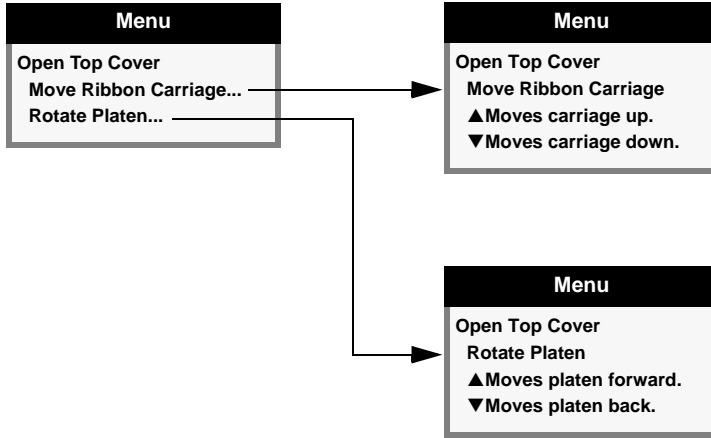 Menu
Open Top Cover
Move Ribbon Carriage...
Rotate Platen...
Menu
Open Top Cover
Move Ribbon Carriage
▲Moves carriage up.
▼Moves carriage down.
Menu
Open Top Cover
Rotate Platen
▲Moves platen forward.
▼Moves platen back.